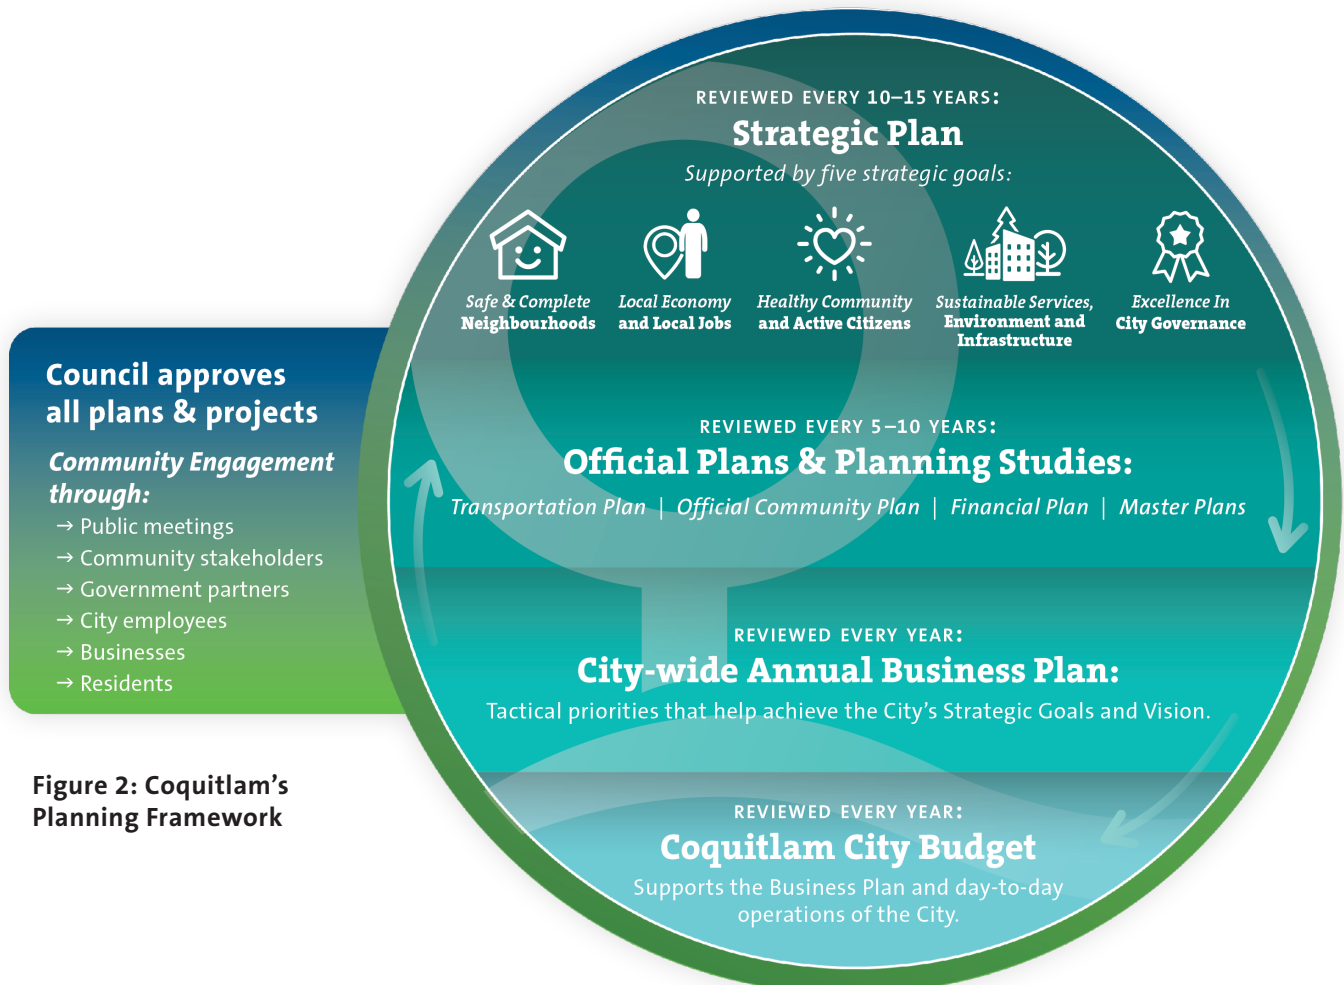 REVIEWED EVERY 10–15 YEARS:
Strategic Plan
Supported by five strategic goals:
Safe & Complete
Neighbourhoods
Local Economy
and Local Jobs
Healthy Community
and Active Citizens
Sustainable Services,
Environment and
Infrastructure
Excellence In
City Governance
REVIEWED EVERY 5–10 YEARS:
Official Plans & Planning Studies:
Transportation Plan | Official Community Plan | Financial Plan | Master Plans
REVIEWED EVERY YEAR:
City-wide Annual Business Plan:
Tactical priorities that help achieve the City’s Strategic Goals and Vision.
REVIEWED EVERY YEAR:
Coquitlam City Budget
Supports the Business Plan and day-to-day
operations of the City.
Council approves
all plans & projects
Community Engagement
through:
→ Public meetings
→ Community stakeholders
→ Government partners
→ City employees
→ Businesses
→ Residents
Figure 2: Coquitlam’s
Planning Framework